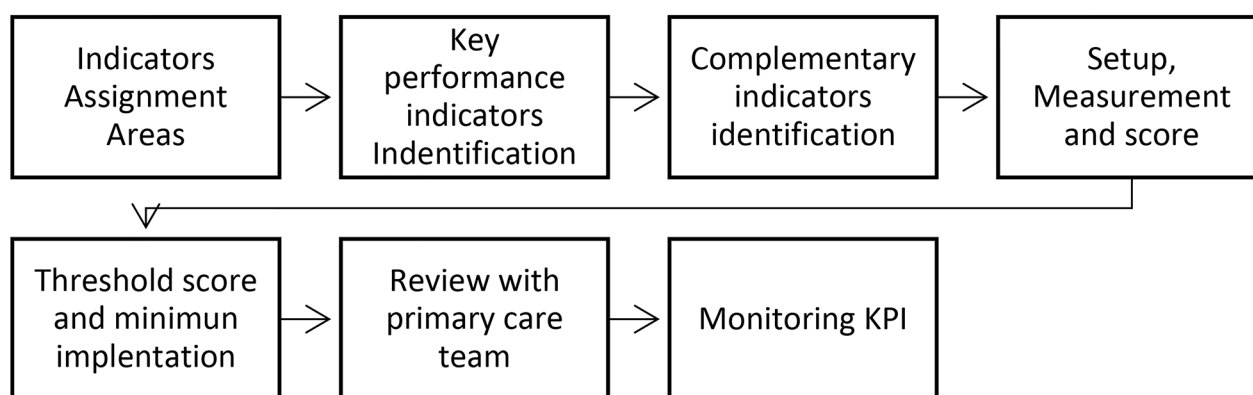 Indicators
Assignment
Areas
Key
performance
indicators
Indentification
Complementary
indicators
identification
Setup,
Measurement
and score
Threshold score
and minimun
implentation
Review with
primary care
team
Monitoring KPI